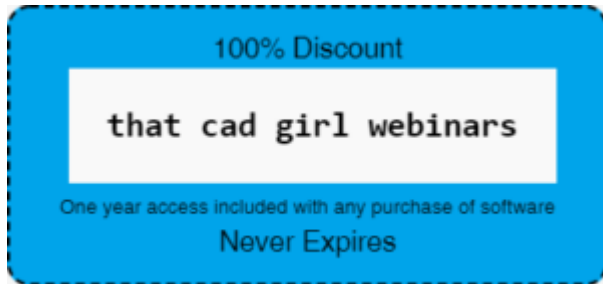 100% Discount
that cad girl webinars
One year access included with any purchase of software
Never Expires